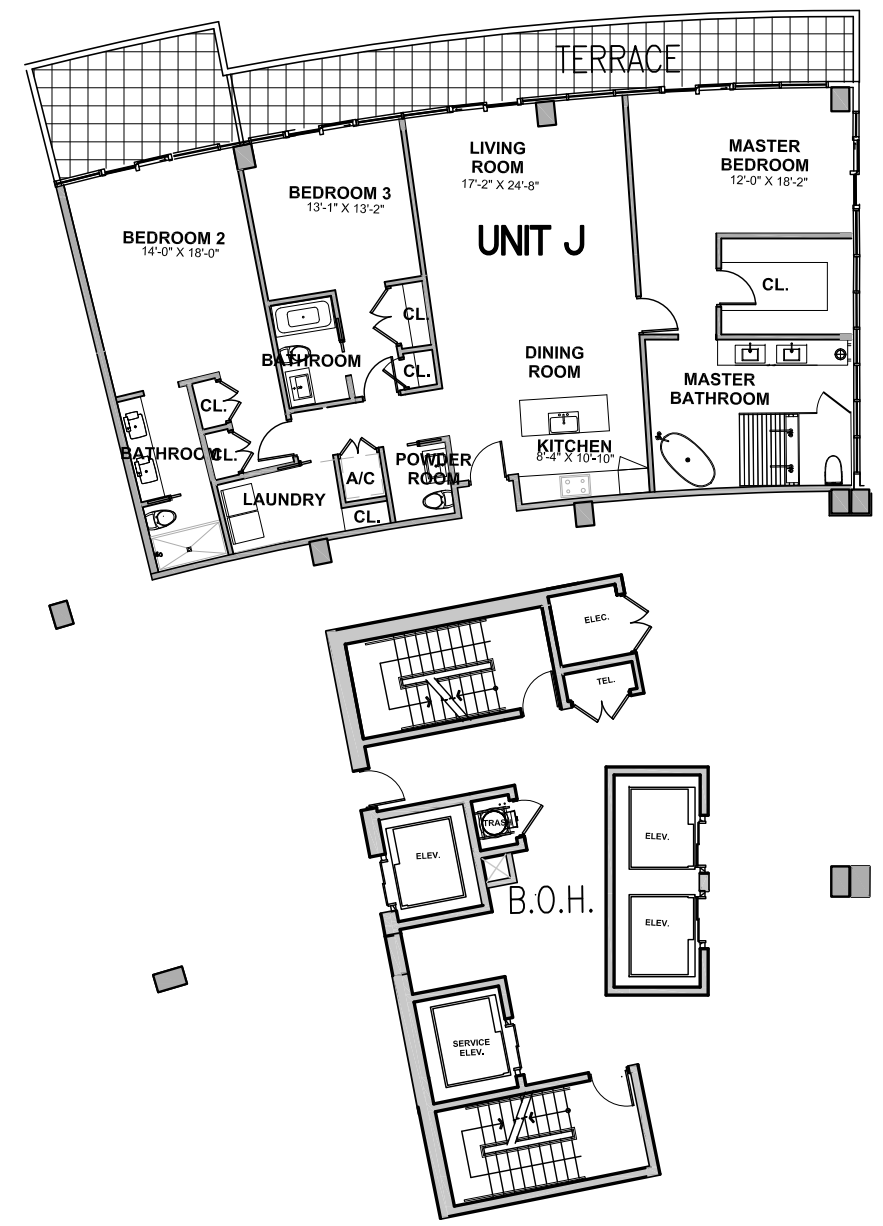 TERRACE
LIVING
ROOM
17'-2" X 24'-8"
MASTER
BEDROOM
12'-0" X 18'-2"
BEDROOM 3
13'-1" X 13'-2"
BEDROOM 2
14'-0" X 18'-0"
UNIT J
CL.
CL.
BATHROOM
CL.
DINING
ROOM
MASTER
BATHROOM
CL.
BATHROOM
CL.
KITCHEN
8'-4" X 10'-10"
POWDER
ROOM
A/C
LAUNDRY
CL.
ELEC.
TEL.
TRASH
ELEV.
ELEV.
B.O.H.
ELEV.
SERVICE
ELEV.